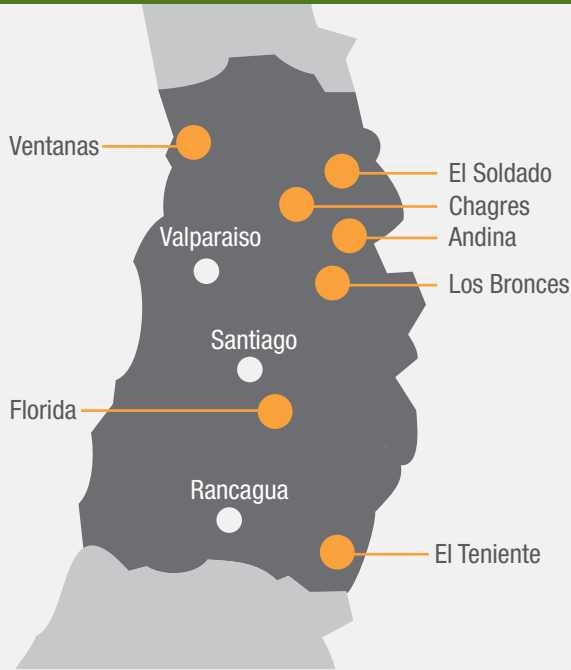 Ventanas
El Soldado
Chagres
Valparaiso
Andina
Los Bronces
Santiago
Florida
Rancagua
El Teniente